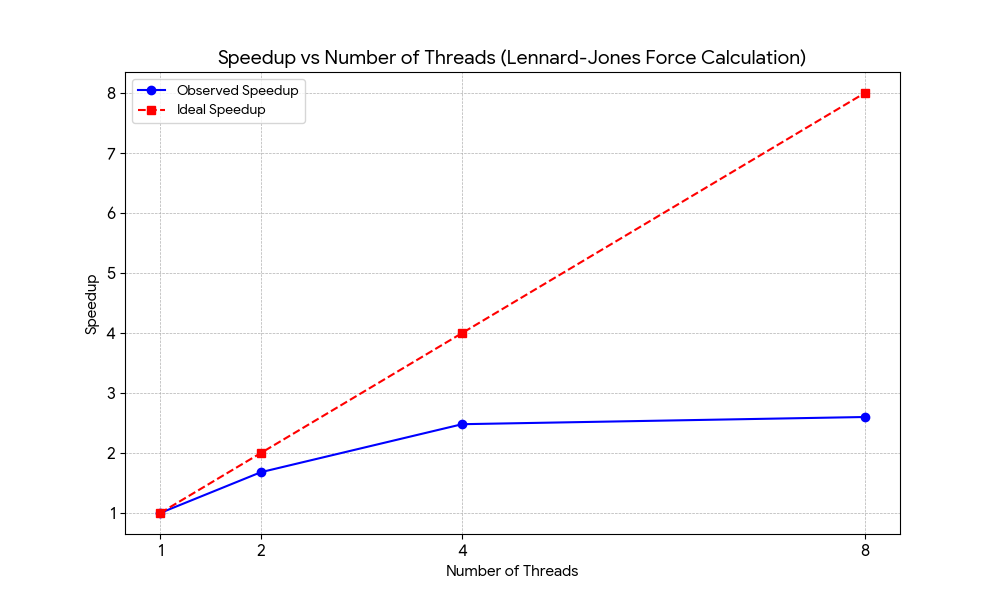 Speedup vs Number of Threads (Lennard-Jones Force Calculation)
Observed Speedup
Ideal Speedup
8
7
6
5
4
3
2
1
Speedup
1 2 4 8
Number of Threads